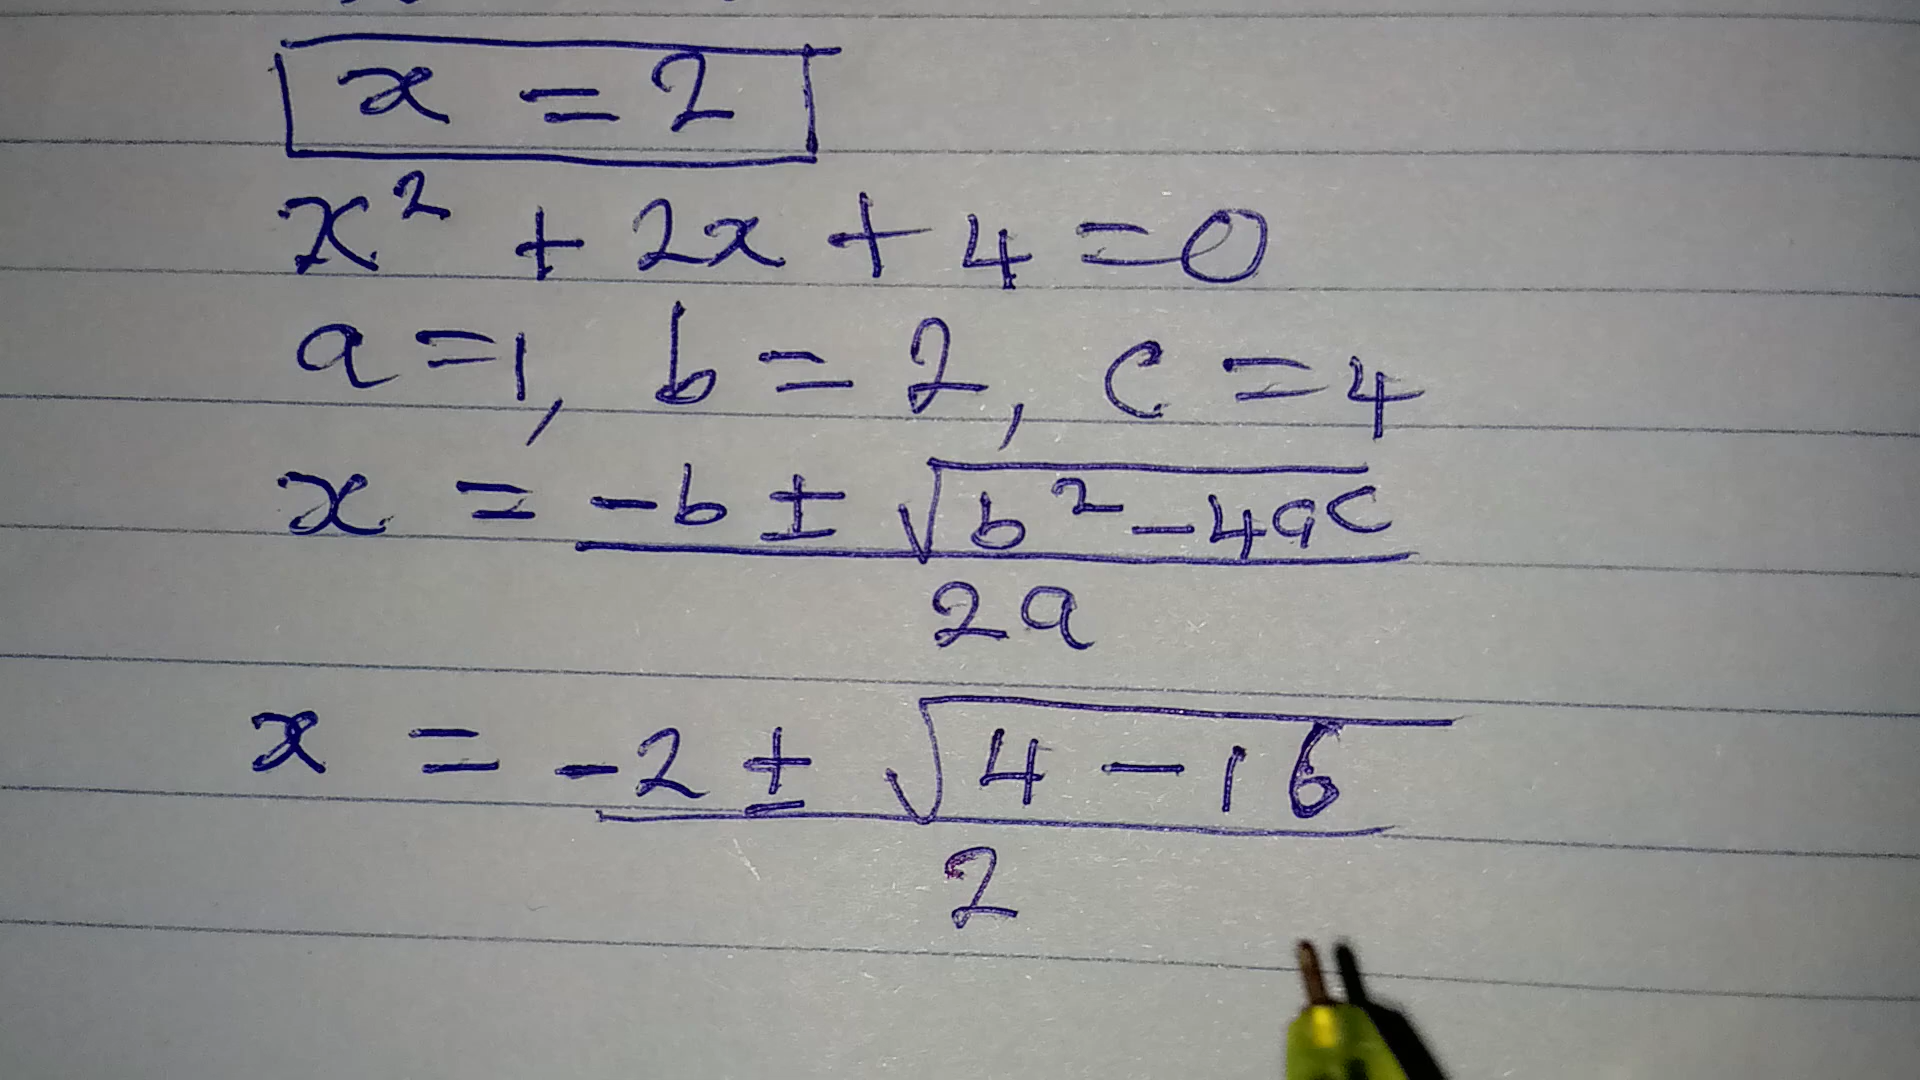 x = 2
x² + 2x + 4 = 0
a = 1, b = 2, c = 4
x = -b ± √(b² - 4ac) / 2a
x = -2 ± √(4 - 16) / 2